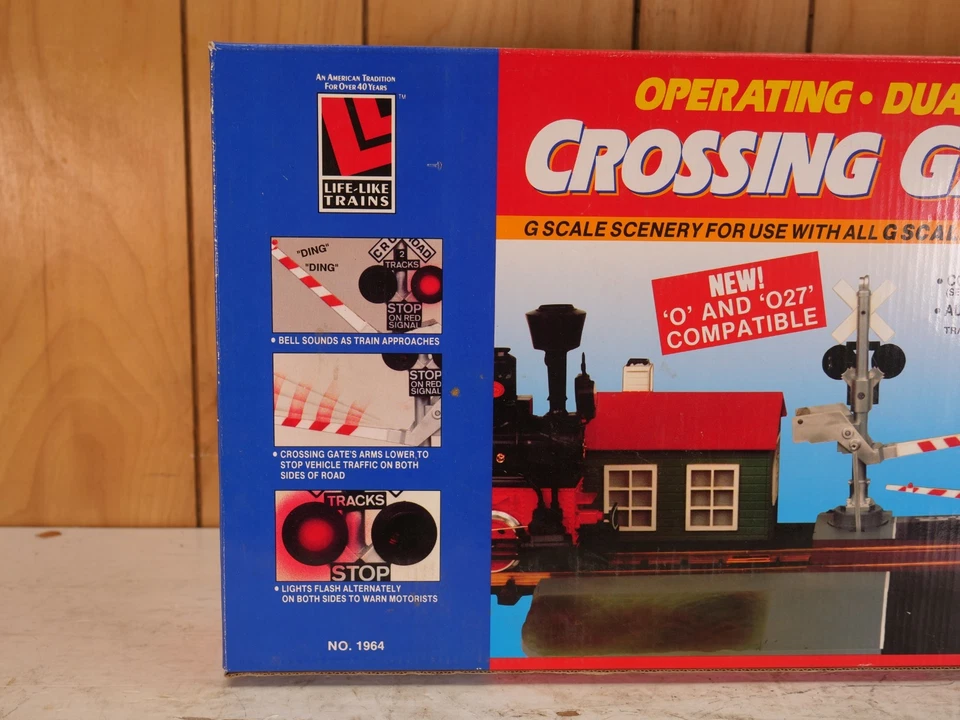 AN AMERICAN TRADITION
FOR OVER 40 YEARS
TM
LIFE-LIKE
TRAINS
"DING"
"DING"
2
TRACKS
STOP
ON RED
SIGNAL
• BELL SOUNDS AS TRAIN APPROACHES
STOP
ON RED
SIGNAL
• CROSSING GATE'S ARMS LOWER TO
STOP VEHICLE TRAFFIC ON BOTH
SIDES OF ROAD
TRACKS
STOP
• LIGHTS FLASH ALTERNATELY
ON BOTH SIDES TO WARN MOTORISTS
NO. 1964
OPERATING • DUA
CROSSING G
G SCALE SCENERY FOR USE WITH ALL G SCAL
NEW!
'O' AND 'O27'
COMPATIBLE